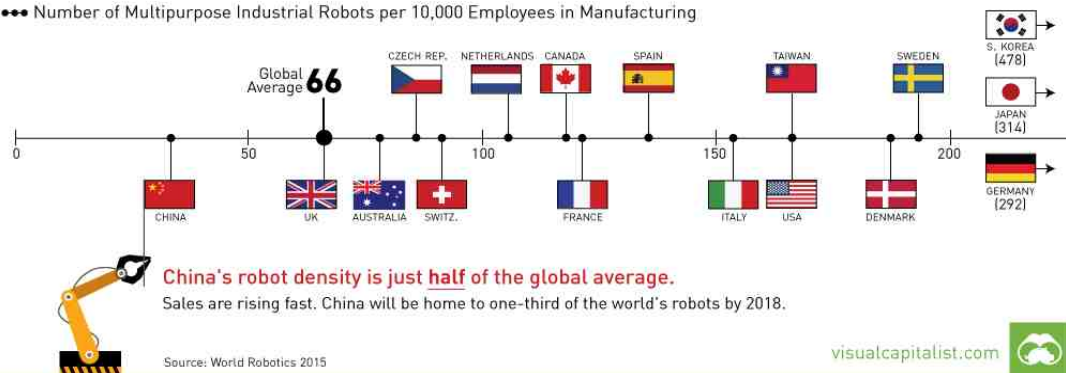 Number of Multipurpose Industrial Robots per 10,000 Employees in Manufacturing
S. KOREA
(478)
CZECH REP.
NETHERLANDS
CANADA
SPAIN
TAIWAN
SWEDEN
Global
Average 66
JAPAN
(314)
0
50
100
150
200
GERMANY
(292)
CHINA
UK
AUSTRALIA
SWITZ.
FRANCE
ITALY
USA
DENMARK
China's robot density is just half of the global average.
Sales are rising fast. China will be home to one-third of the world's robots by 2018.
Source: World Robotics 2015
visualcapitalist.com